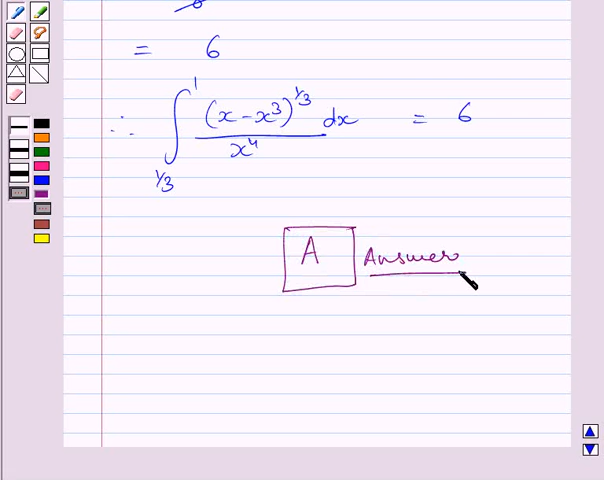 = 6
∴ ∫_{1/3}^{1} (x-x³)^{1/3} / x⁴ dx = 6
A Answer